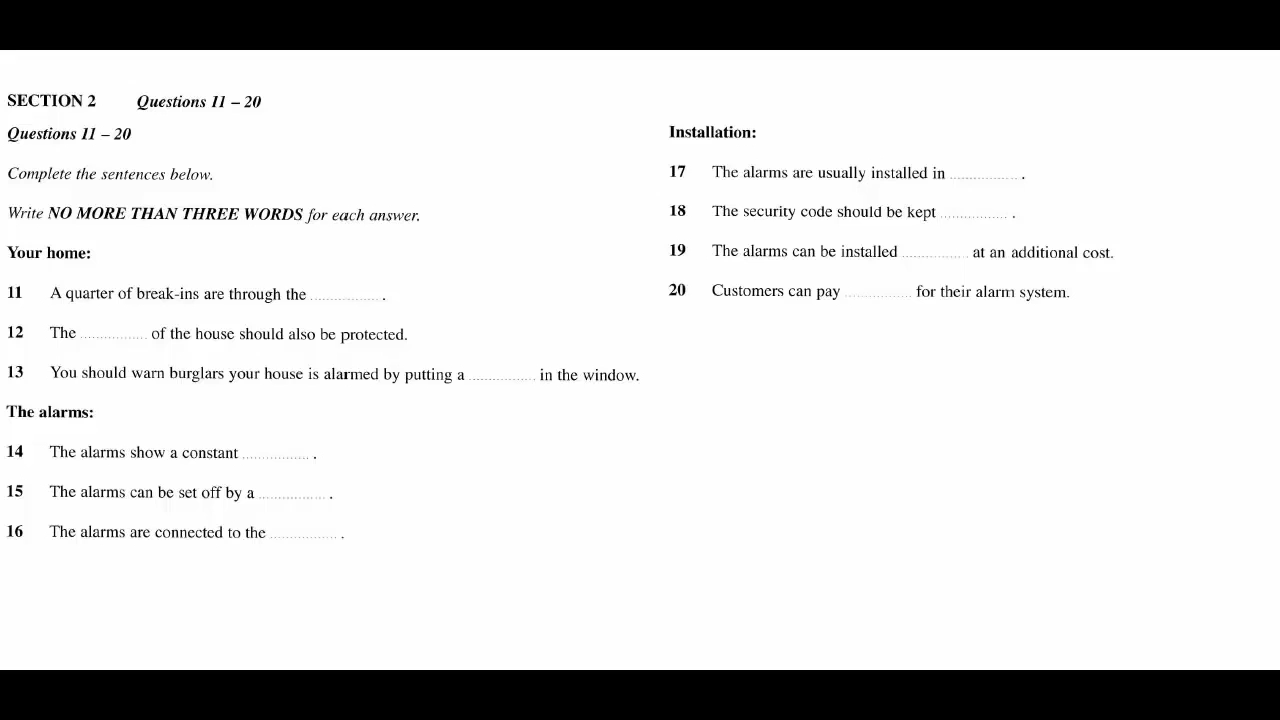 SECTION 2 Questions 11 – 20
Questions 11 – 20
Complete the sentences below.
Write NO MORE THAN THREE WORDS for each answer.
Your home:
11 A quarter of break-ins are through the ................. .
12 The ................. of the house should also be protected.
13 You should warn burglars your house is alarmed by putting a ................. in the window.
The alarms:
14 The alarms show a constant ................. .
15 The alarms can be set off by a ................. .
16 The alarms are connected to the ................. .
Installation:
17 The alarms are usually installed in ................. .
18 The security code should be kept ................. .
19 The alarms can be installed ................. at an additional cost.
20 Customers can pay ................. for their alarm system.